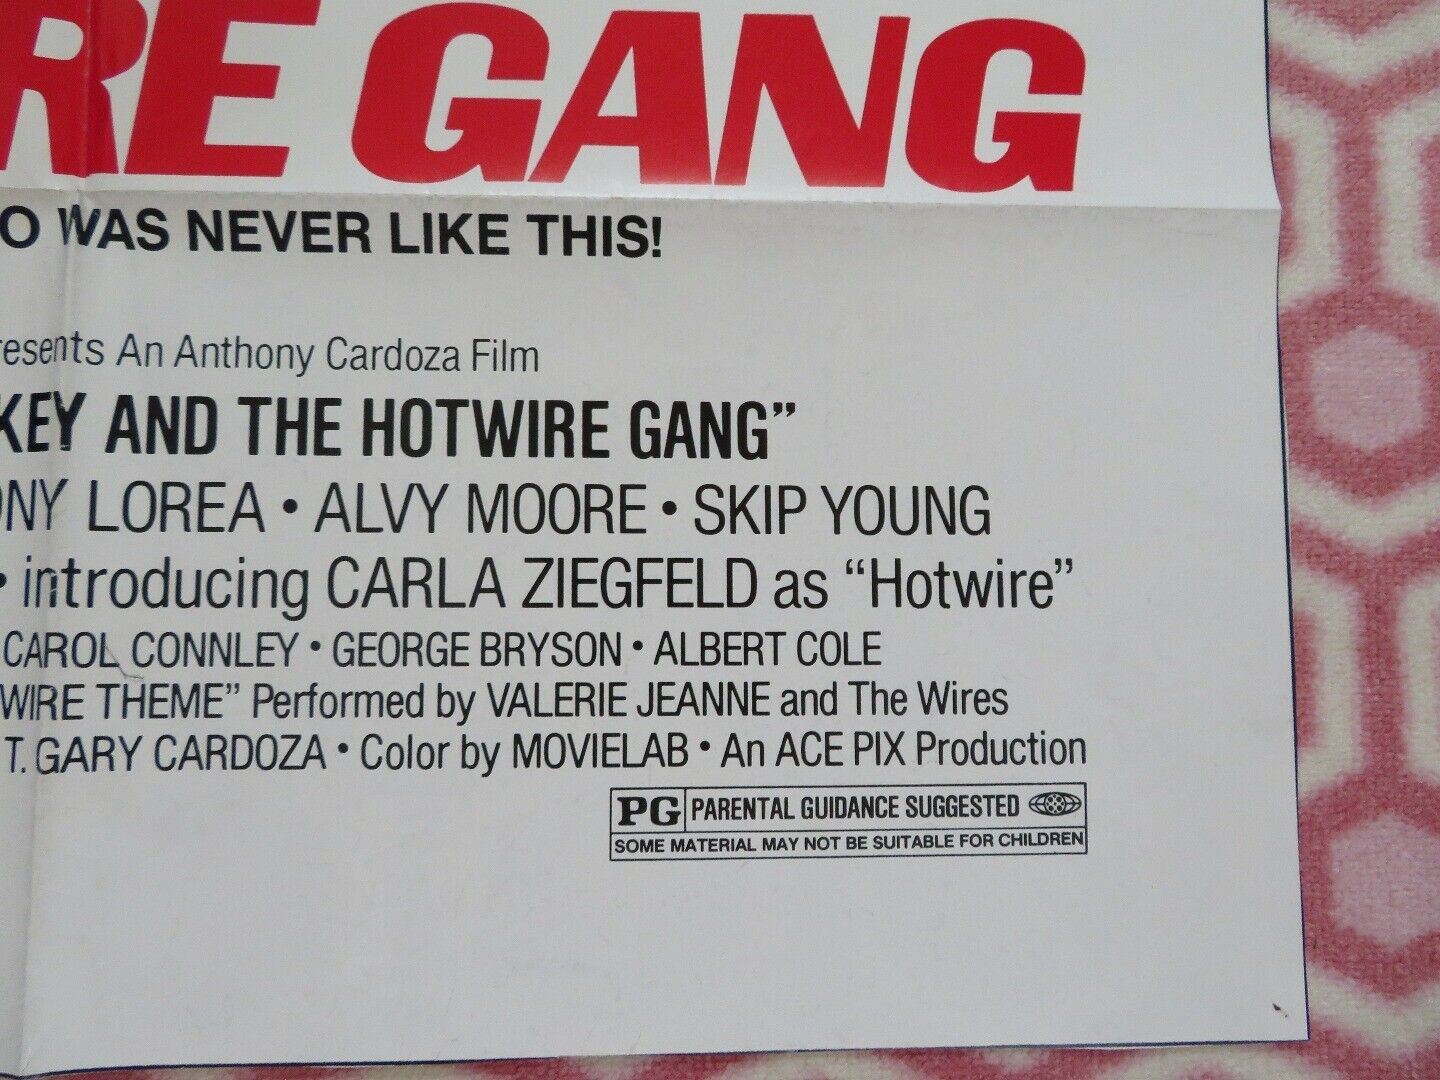 RE GANG
O WAS NEVER LIKE THIS!
resents An Anthony Cardoza Film
KEY AND THE HOTWIRE GANG”
ONY LOREA • ALVY MOORE • SKIP YOUNG
• introducing CARLA ZIEGFELD as “Hotwire”
CAROL CONNLEY • GEORGE BRYSON • ALBERT COLE
WIRE THEME” Performed by VALERIE JEANNE and The Wires
T. GARY CARDOZA • Color by MOVIELAB • An ACE PIX Production
PG PARENTAL GUIDANCE SUGGESTED
SOME MATERIAL MAY NOT BE SUITABLE FOR CHILDREN